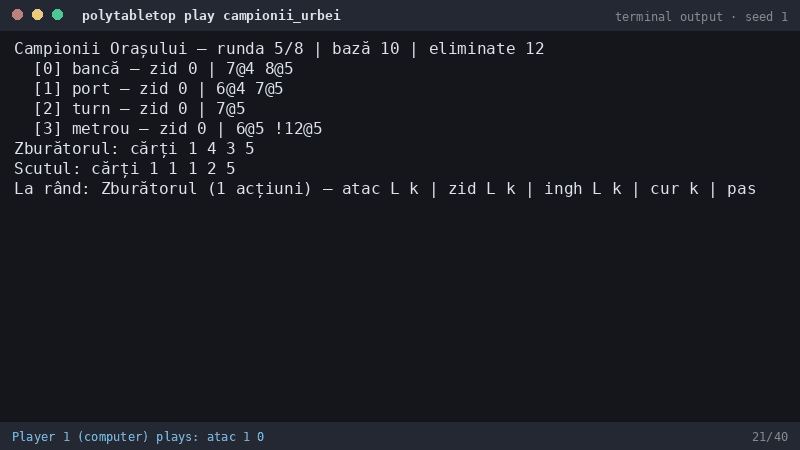 polytabletop play campionii_urbei
terminal output · seed 1
Campionii Orașului — runda 5/8 | bază 10 | eliminate 12
[0] bancă — zid 0 | 7@4 8@5
[1] port — zid 0 | 6@4 7@5
[2] turn — zid 0 | 7@5
[3] metrou — zid 0 | 6@5 !12@5
Zburătorul: cărți 1 4 3 5
Scutul: cărți 1 1 1 2 5
La rând: Zburătorul (1 acțiuni) — atac L k | zid L k | ingh L k | cur k | pas
Player 1 (computer) plays: atac 1 0
21/40